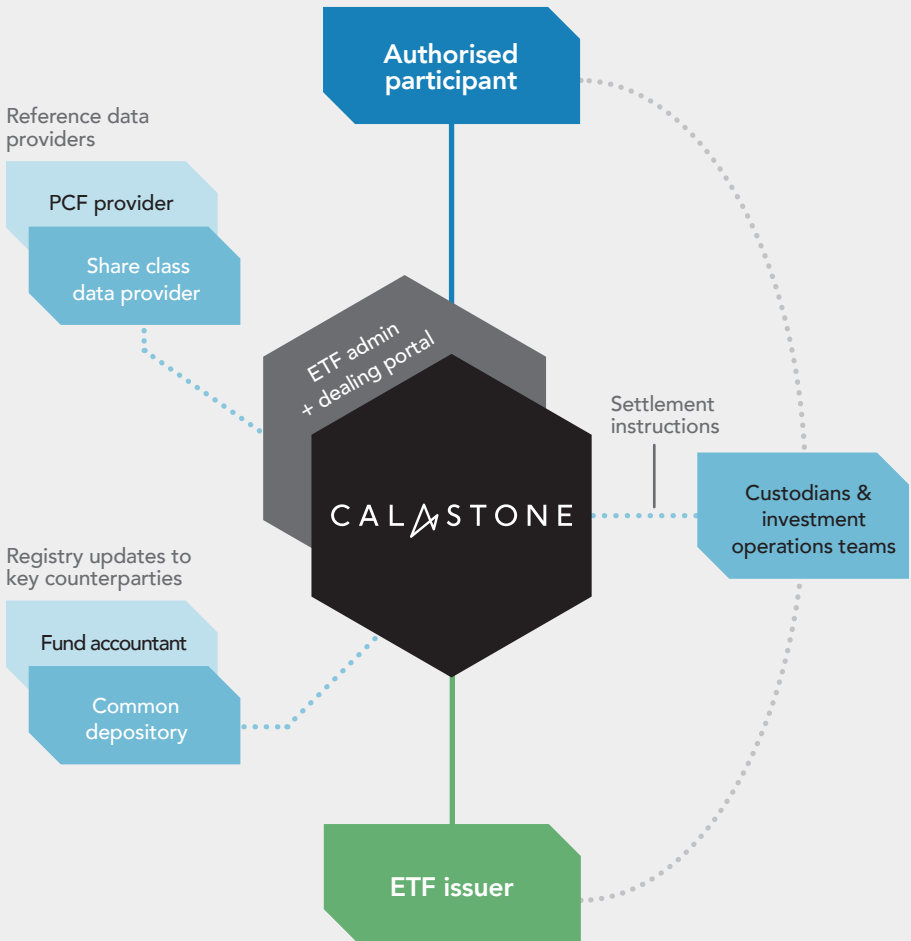 Authorised
participant
Reference data
providers
PCF provider
Share class
data provider
ETF admin
+ dealing portal
Settlement
instructions
CALASTONE
Custodians &
investment
operations teams
Registry updates to
key counterparties
Fund accountant
Common
depository
ETF issuer